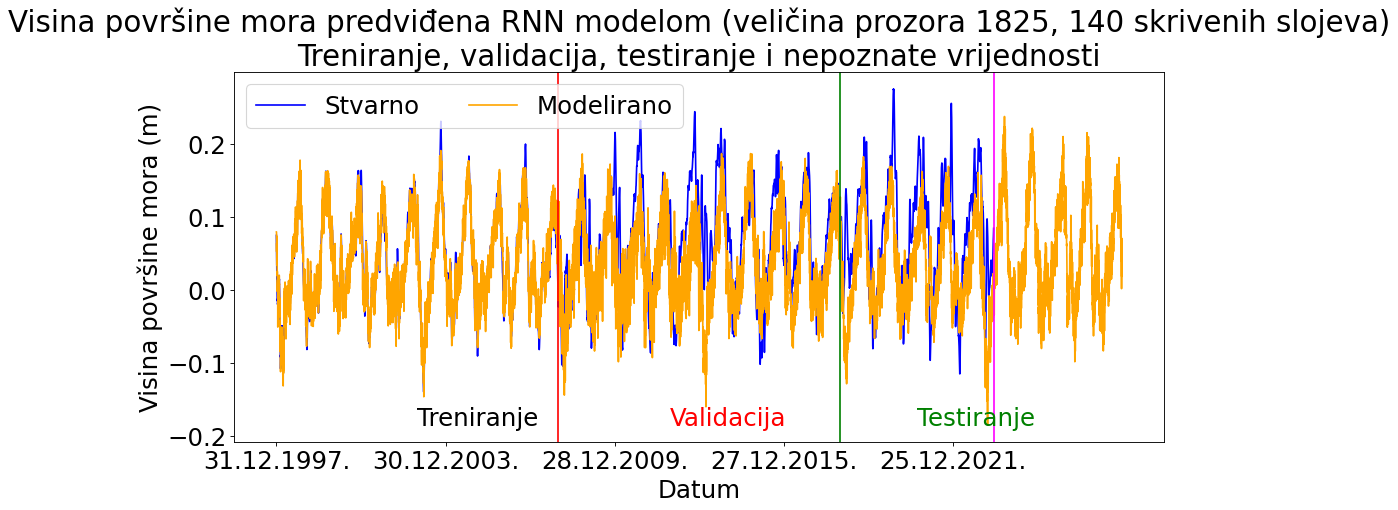 Visina površine mora predviđena RNN modelom (veličina prozora 1825, 140 skrivenih slojeva)
Treniranje, validacija, testiranje i nepoznate vrijednosti
Stvarno Modelirano
Visina površine mora (m)
0.2
0.1
0.0
−0.1
−0.2
Treniranje Validacija Testiranje
31.12.1997. 30.12.2003. 28.12.2009. 27.12.2015. 25.12.2021.
Datum